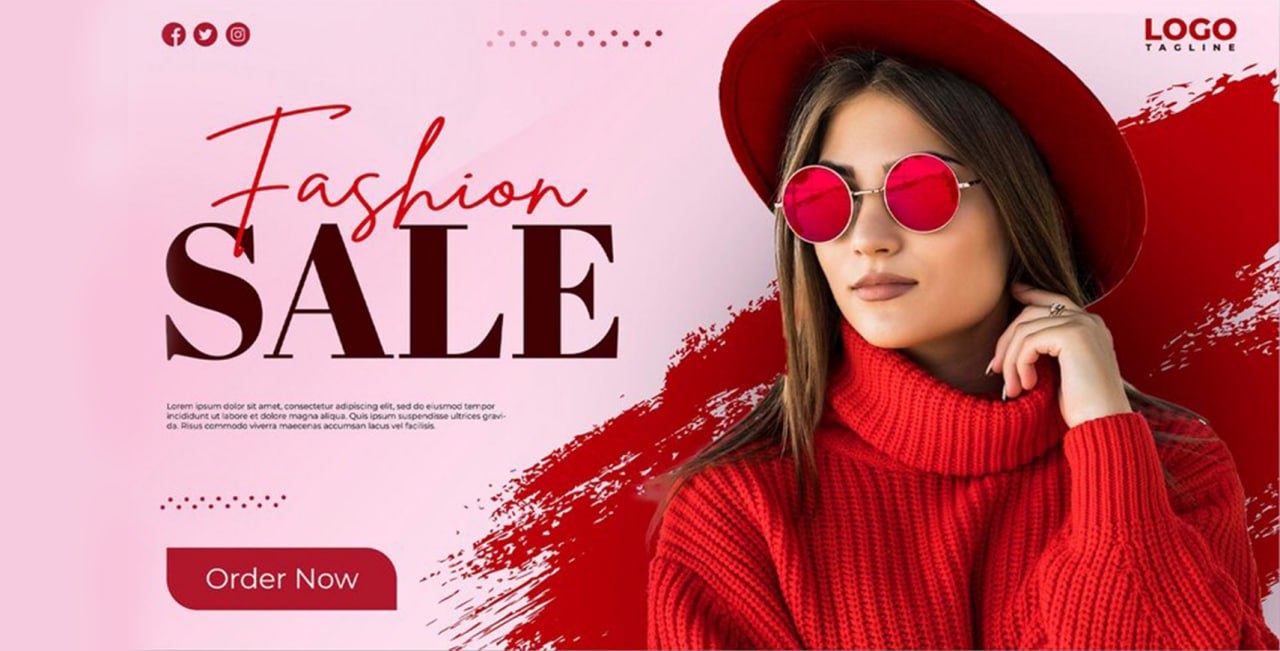 LOGO
TAGLINE
Fashion
SALE
Lorem ipsum dolor sit amet, consectetur adipiscing elit, sed do eiusmod tempor
incididunt ut labore et dolore magna aliqua. Quis ipsum suspendisse ultrices gravi-
da. Risus commodo viverra maecenas accumsan lacus vel facilisis.
Order Now